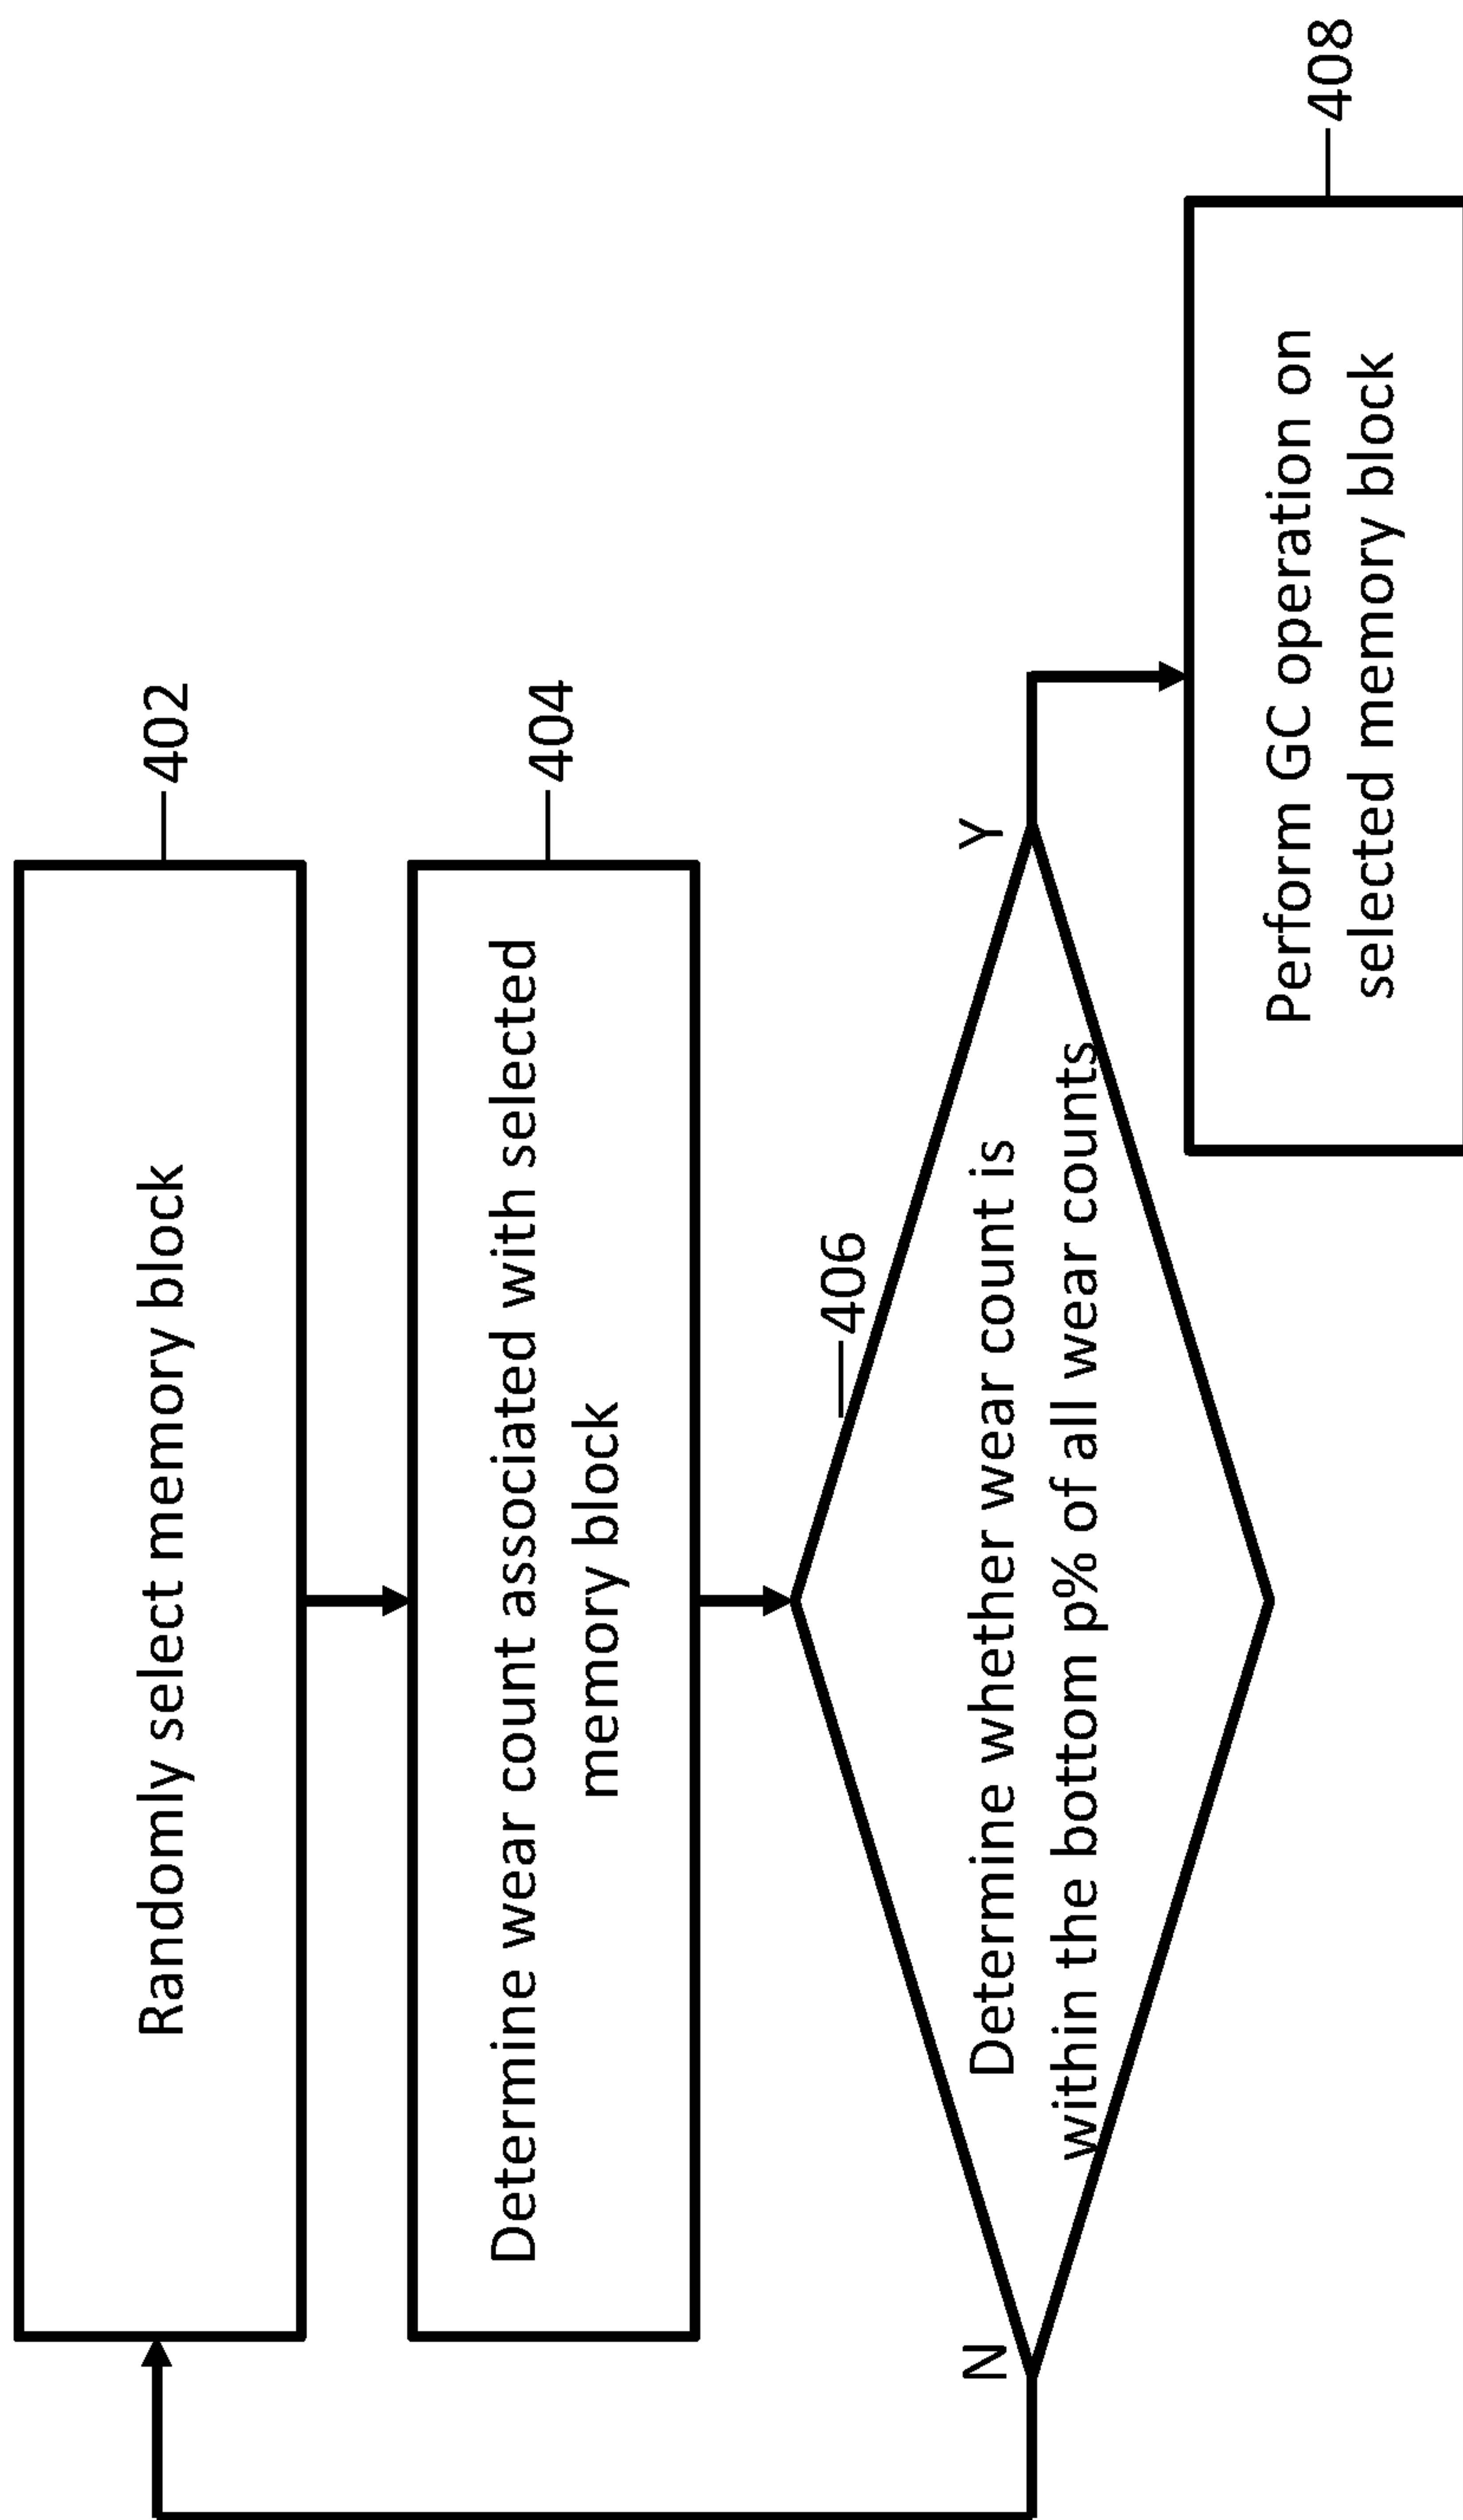 Randomly select memory block
402
Determine wear count associated with selected
memory block
404
406
Determine whether wear count is
within the bottom p% of all wear counts
N
Y
Perform GC operation on
selected memory block
408